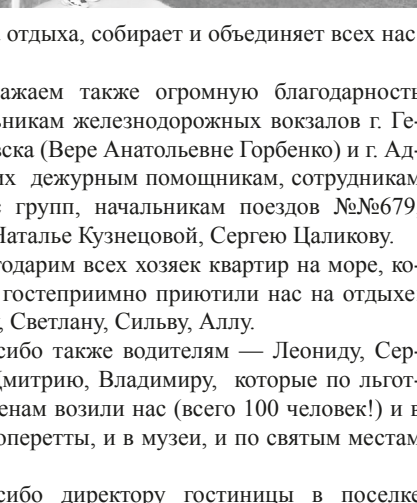 отдыха, собирает и объединяет всех нас
ажаем также огромную благодарность
ьникам железнодорожных вокзалов г. Ге-
вска (Вере Анатольевне Горбенко) и г. Ад-
их дежурным помощникам, сотрудникам
групп, начальникам поездов №№679
Наталье Кузнецовой, Сергею Цаликову.
годарим всех хозяек квартир на море, ко-
гостеприимно приютили нас на отдыхе
, Светлану, Сильву, Аллу.
сибо также водителям — Леониду, Сер-
Дмитрию, Владимиру, которые по льгот-
енам возили нас (всего 100 человек!) и в
оперетты, и в музеи, и по святым местам
сибо директору гостиницы в поселке